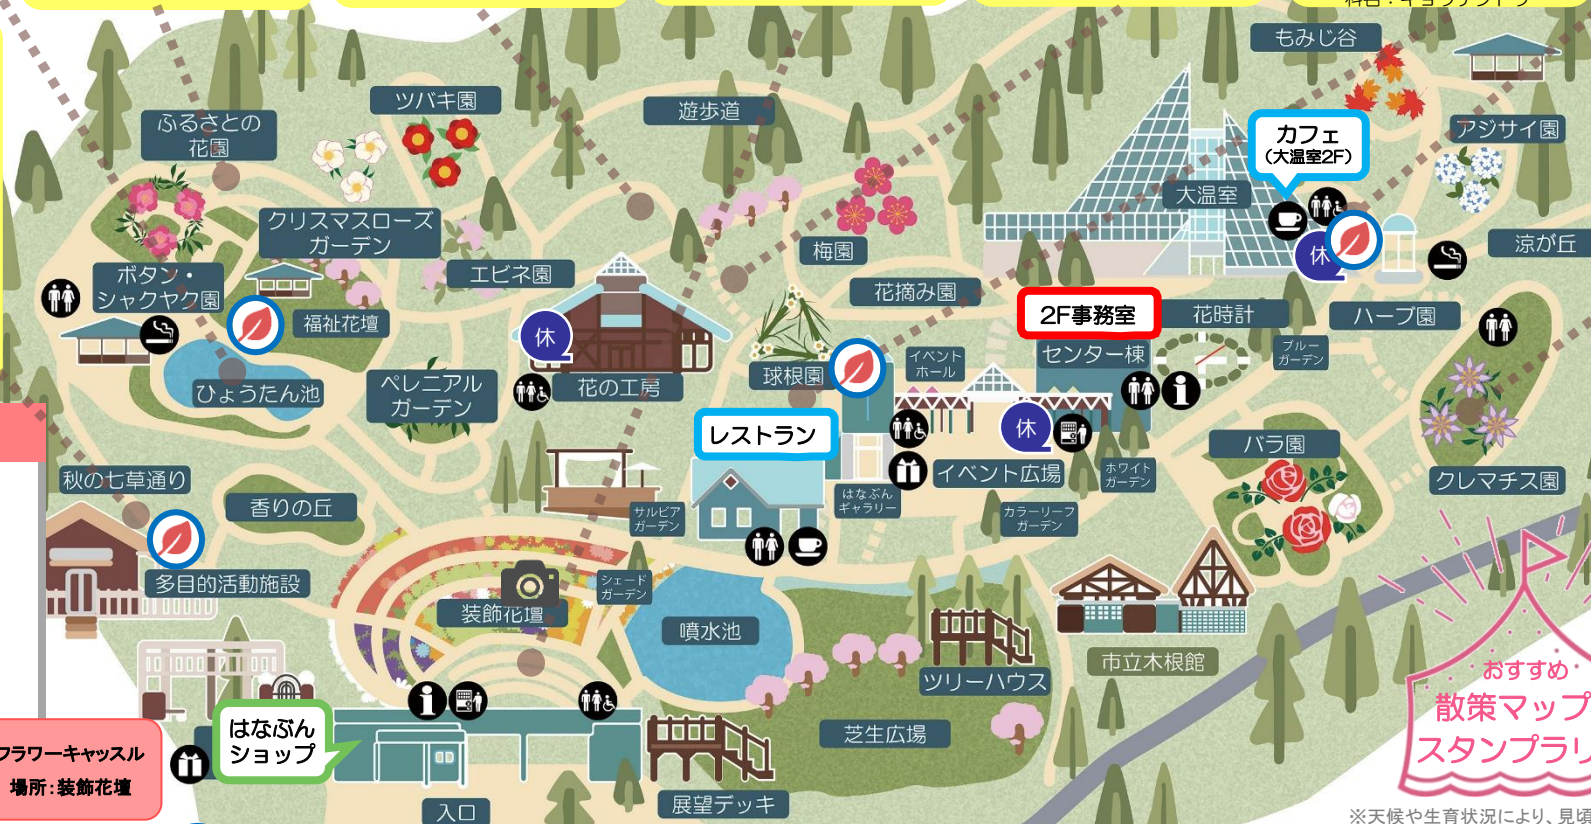 もみじ谷
ツバキ園
遊歩道
ふるさとの
花園
カフェ
(大温室2F)
アジサイ園
大温室
クリスマスローズ
ガーデン
梅園
涼が丘
エビネ園
ボタン・
シャクヤク園
花摘み園
福祉花壇
休
休
2F事務室
花時計
ハーブ園
イベント
ホール
センター棟
ブルー
ガーデン
球根園
花の工房
ペレニアル
ガーデン
ひょうたん池
レストラン
休
バラ園
イベント広場
ホワイト
ガーデン
クレマチス園
秋の七草通り
香りの丘
はなぶん
ギャラリー
サルビア
ガーデン
カラーリーフ
ガーデン
多目的活動施設
シェード
ガーデン
装飾花壇
噴水池
市立木根館
ツリーハウス
おすすめ
散策マップ
スタンプラリ
はなぶん
ショップ
芝生広場
フラワーキャッスル
場所:装飾花壇
展望デッキ
入口
※天候や生育状況により、見頃